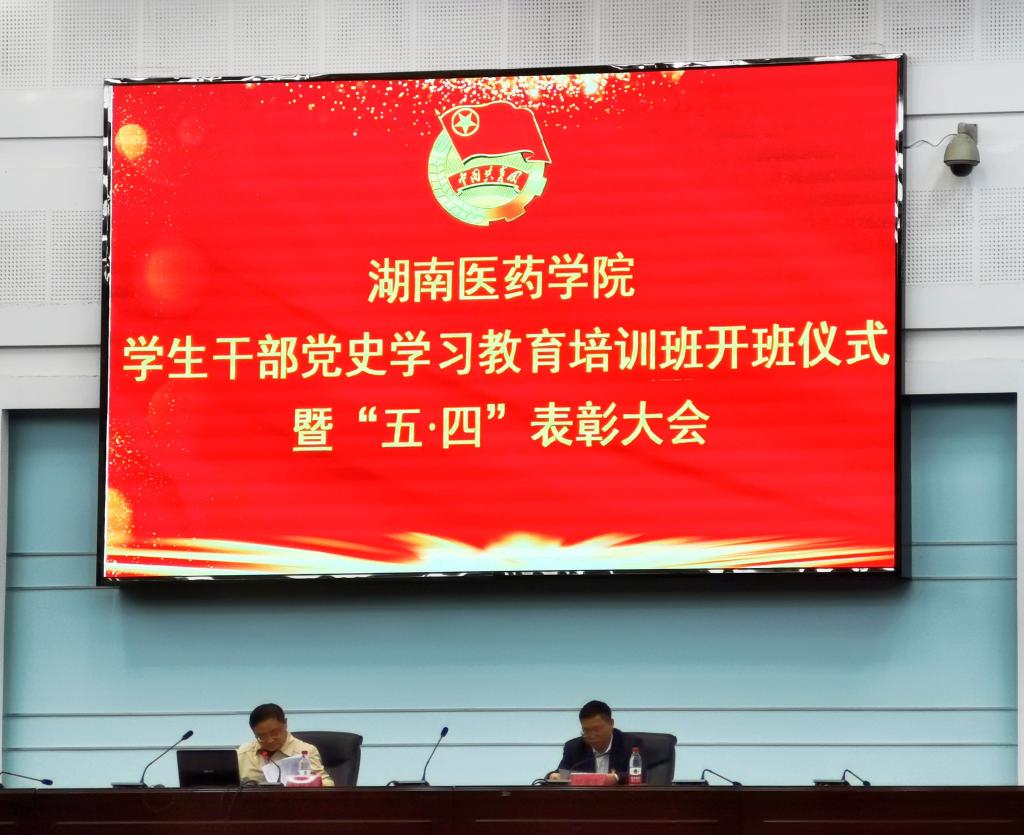 中国共青团
湖南医药学院
学生干部党史学习教育培训班开班仪式
暨“五·四”表彰大会